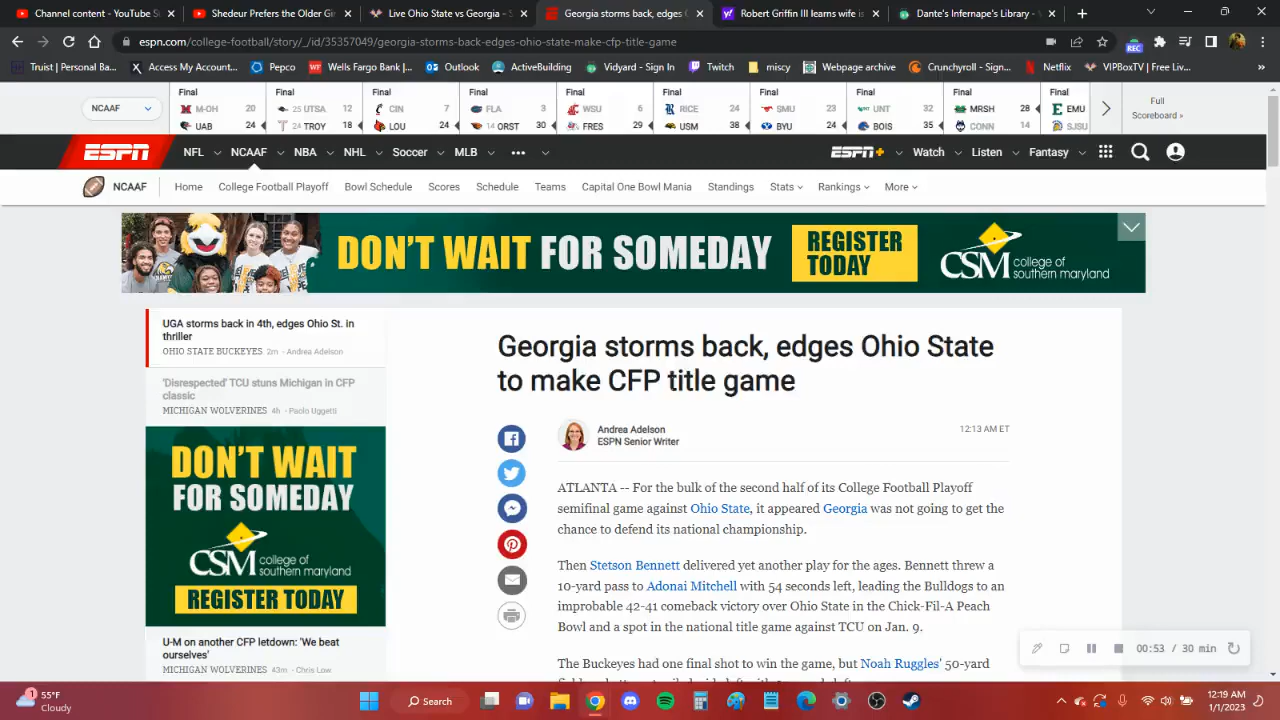 Channel content - YouTube S
Shedeur Prefers the Older Gi
Live Ohio State vs Georgia - S
Georgia storms back, edges O
Robert Griffin III learns wife is
Dante's Infernape's Library - V
espn.com/college-football/story/_/id/35357049/georgia-storms-back-edges-ohio-state-make-cfp-title-game
REC
Truist | Personal Ba...
Access My Account...
Pepco
Wells Fargo Bank |...
Outlook
ActiveBuilding
Vidyard - Sign In
Twitch
miscy
Webpage archive
Crunchyroll - Sign...
Netflix
VIPBoxTV | Free Liv...
NCAAF
Final
M-OH 20
UAB 24
Final
25 UTSA 12
24 TROY 18
Final
CIN 7
LOU 24
Final
FLA 3
14 ORST 30
Final
WSU 6
FRES 29
Final
RICE 24
USM 38
Final
SMU 23
BYU 24
Final
UNT 32
BOIS 35
Final
MRSH 28
CONN 14
Final
EMU
SJSU
Full
Scoreboard »
ESPN
NFL
NCAAF
NBA
NHL
Soccer
MLB
•••
ESPN+
Watch
Listen
Fantasy
NCAAF
Home
College Football Playoff
Bowl Schedule
Scores
Schedule
Teams
Capital One Bowl Mania
Standings
Stats
Rankings
More
DON'T WAIT FOR SOMEDAY
REGISTER
TODAY
CSM college of
southern maryland
UGA storms back in 4th, edges Ohio St. in
thriller
OHIO STATE BUCKEYES 2m - Andrea Adelson
'Disrespected' TCU stuns Michigan in CFP
classic
MICHIGAN WOLVERINES 4h - Paolo Uggetti
DON'T WAIT
FOR SOMEDAY
CSM college of
southern maryland
REGISTER TODAY
U-M on another CFP letdown: 'We beat
ourselves'
MICHIGAN WOLVERINES 43m - Chris Low
Georgia storms back, edges Ohio State
to make CFP title game
Andrea Adelson
ESPN Senior Writer
12:13 AM ET
ATLANTA -- For the bulk of the second half of its College Football Playoff
semifinal game against Ohio State, it appeared Georgia was not going to get the
chance to defend its national championship.
Then Stetson Bennett delivered yet another play for the ages. Bennett threw a
10-yard pass to Adonai Mitchell with 54 seconds left, leading the Bulldogs to an
improbable 42-41 comeback victory over Ohio State in the Chick-Fil-A Peach
Bowl and a spot in the national title game against TCU on Jan. 9.
The Buckeyes had one final shot to win the game, but Noah Ruggles' 50-yard
00:53 / 30 min
1
55°F
Cloudy
Search
12:19 AM
1/1/2023